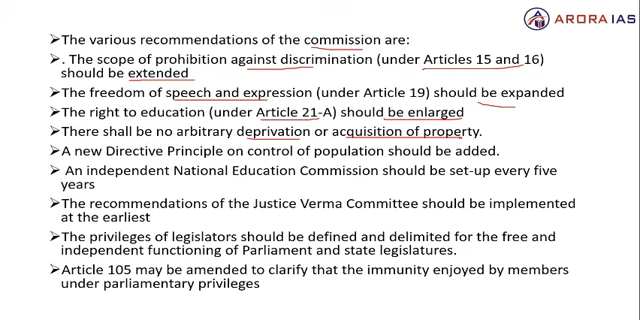 ARORA IAS
➢The various recommendations of the commission are:
➢. The scope of prohibition against discrimination (under Articles 15 and 16)
should be extended
➢The freedom of speech and expression (under Article 19) should be expanded
➢The right to education (under Article 21-A) should be enlarged
➢There shall be no arbitrary deprivation or acquisition of property.
➢A new Directive Principle on control of population should be added.
➢ An independent National Education Commission should be set-up every five
years
➢The recommendations of the Justice Verma Committee should be implemented
at the earliest
➢The privileges of legislators should be defined and delimited for the free and
independent functioning of Parliament and state legislatures.
➢Article 105 may be amended to clarify that the immunity enjoyed by members
under parliamentary privileges